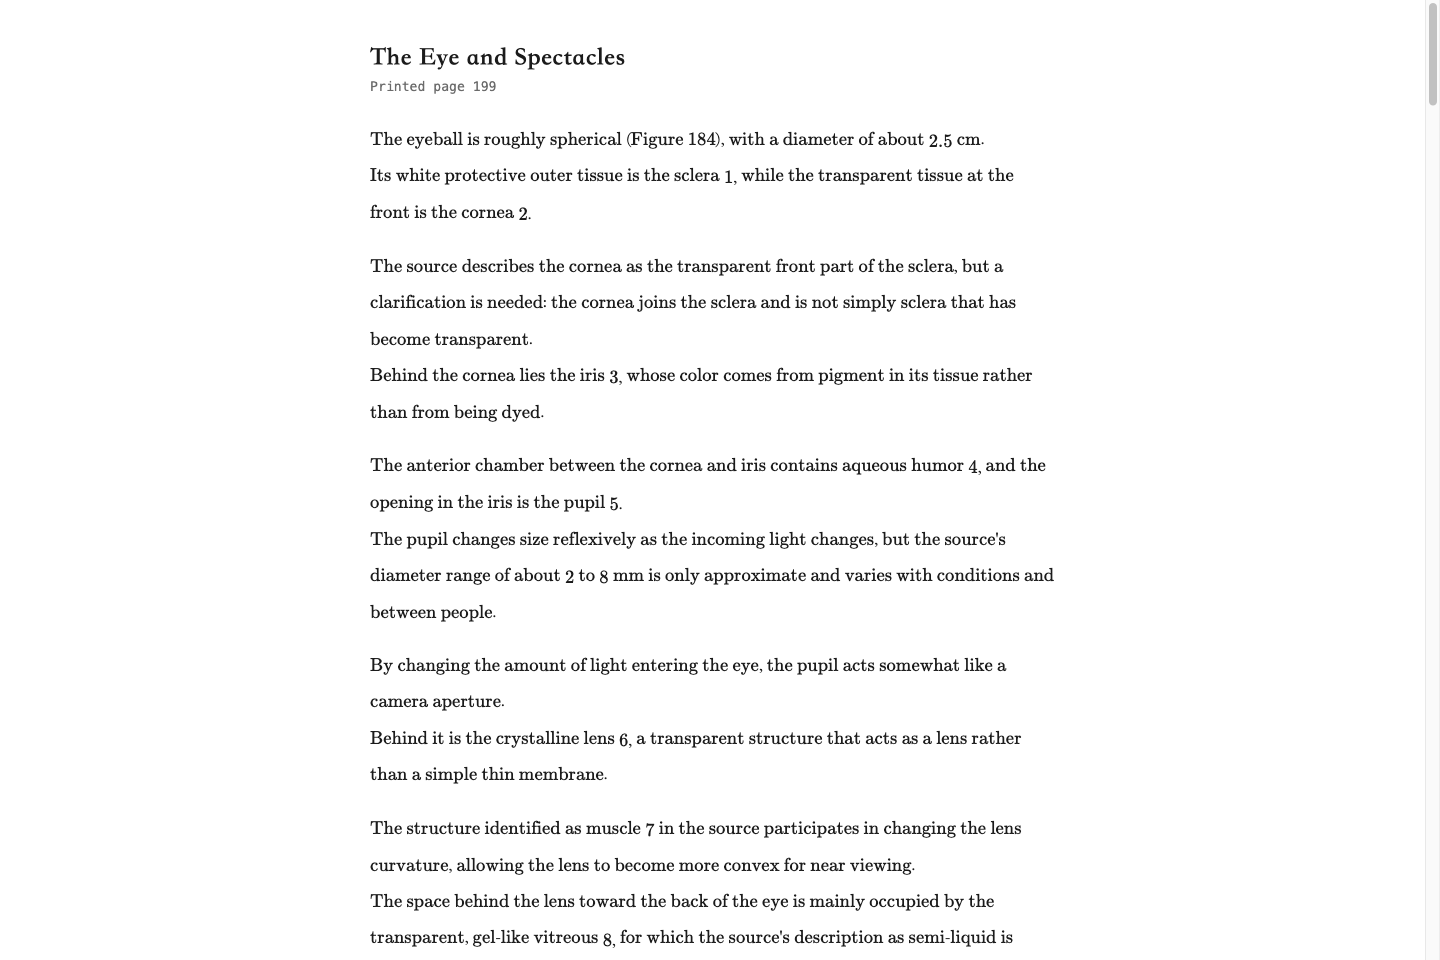 The Eye and Spectacles
Printed page 199
The eyeball is roughly spherical (Figure 184), with a diameter of about 2.5 cm.
Its white protective outer tissue is the sclera 1, while the transparent tissue at the
front is the cornea 2.
The source describes the cornea as the transparent front part of the sclera, but a
clarification is needed: the cornea joins the sclera and is not simply sclera that has
become transparent.
Behind the cornea lies the iris 3, whose color comes from pigment in its tissue rather
than from being dyed.
The anterior chamber between the cornea and iris contains aqueous humor 4, and the
opening in the iris is the pupil 5.
The pupil changes size reflexively as the incoming light changes, but the source's
diameter range of about 2 to 8 mm is only approximate and varies with conditions and
between people.
By changing the amount of light entering the eye, the pupil acts somewhat like a
camera aperture.
Behind it is the crystalline lens 6, a transparent structure that acts as a lens rather
than a simple thin membrane.
The structure identified as muscle 7 in the source participates in changing the lens
curvature, allowing the lens to become more convex for near viewing.
The space behind the lens toward the back of the eye is mainly occupied by the
transparent, gel-like vitreous 8, for which the source's description as semi-liquid is